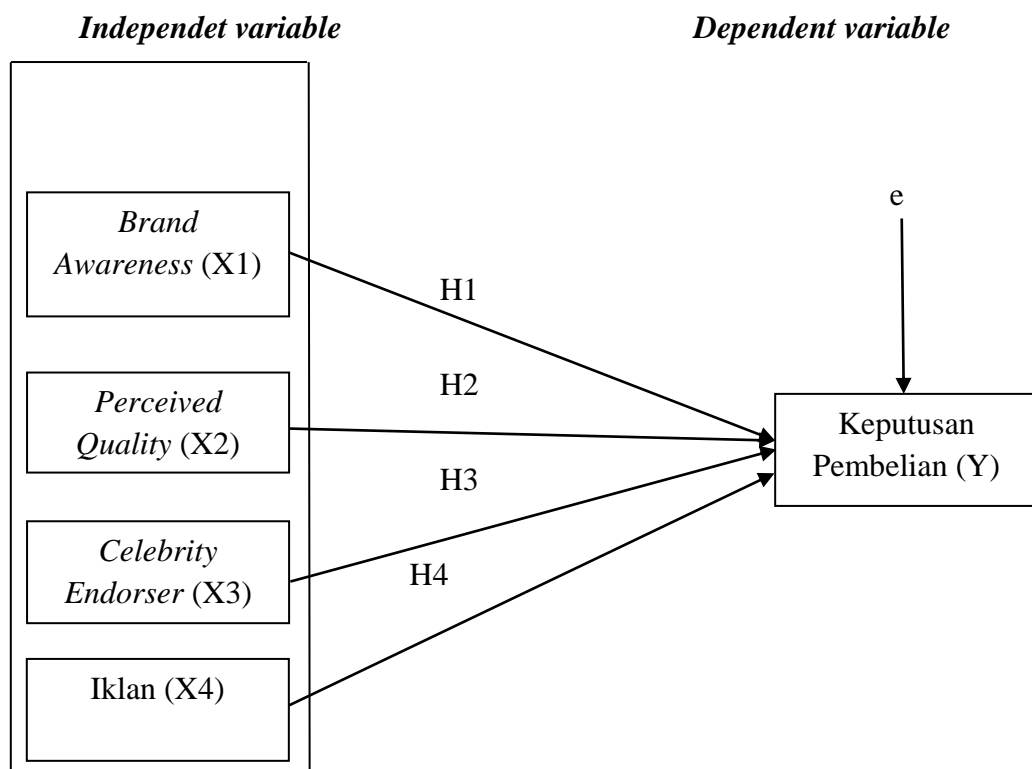 Independet variable
Dependent variable
Brand
Awareness (X1)
Perceived
Quality (X2)
Celebrity
Endorser (X3)
Iklan (X4)
H1
H2
H3
H4
e
Keputusan
Pembelian (Y)